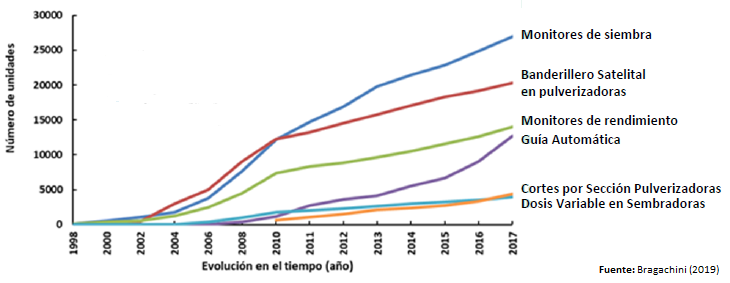 30000
25000
20000
15000
10000
5000
0
Número de unidades
1998
2000
2002
2004
2006
2008
2010
2011
2012
2013
2014
2015
2016
2017
Evolución en el tiempo (año)
Monitores de siembra
Banderillero Satelital
en pulverizadoras
Monitores de rendimiento
Guía Automática
Cortes por Sección Pulverizadoras
Dosis Variable en Sembradoras
Fuente: Bragachini (2019)